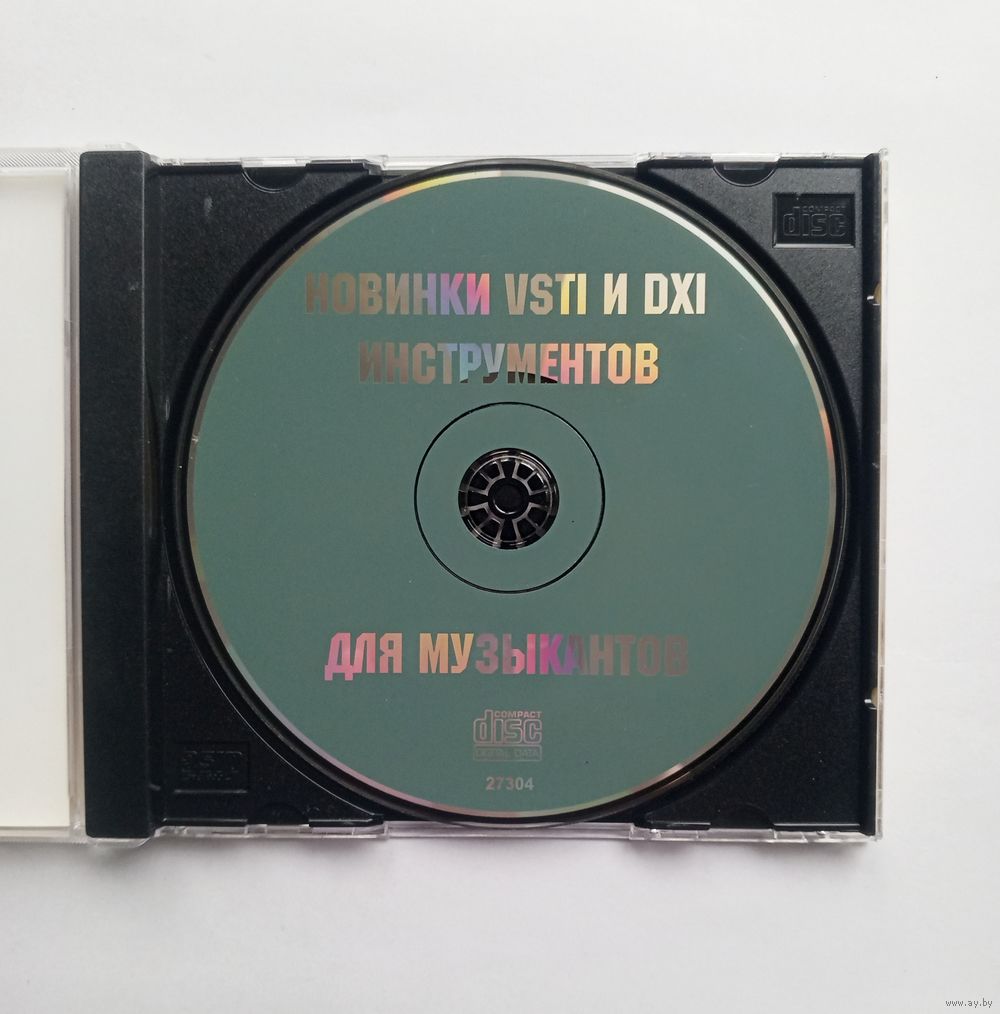 COMPACT
disc
НОВИНКИ VSTI И DXI
ИНСТРУМЕНТОВ
ДЛЯ МУЗЫКАНТОВ
COMPACT
disc
DIGITAL DATA
27304
www.ay.by